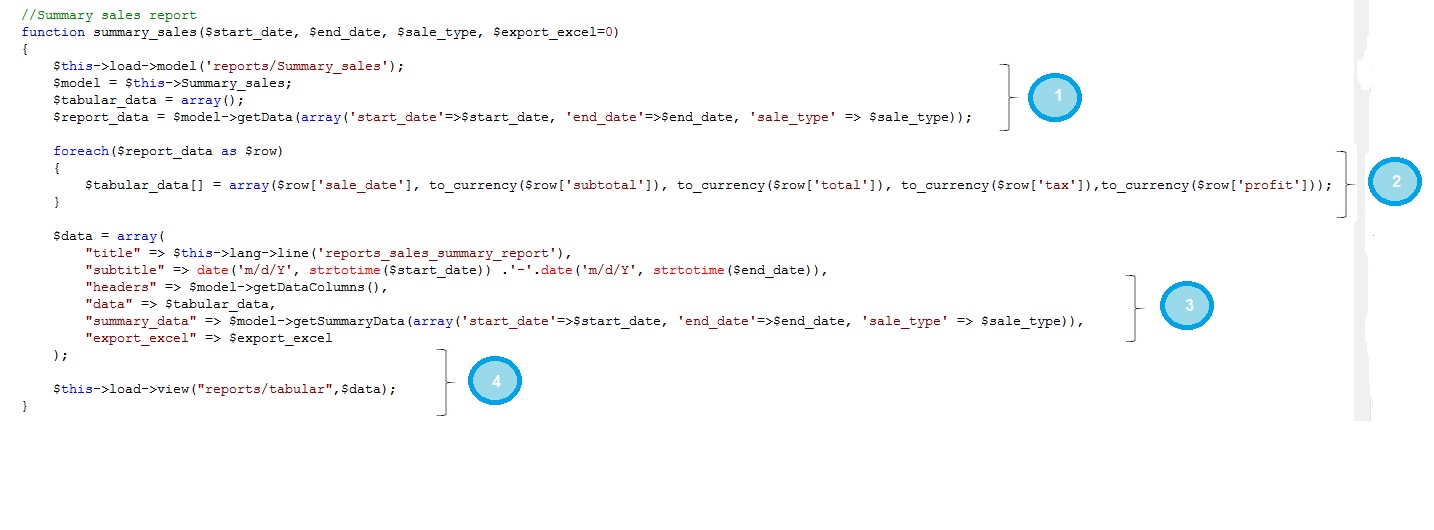 //Summary sales report
function summary_sales($start_date, $end_date, $sale_type, $export_excel=0)
{
$this->load->model('reports/Summary_sales');
$model = $this->Summary_sales;
$tabular_data = array();
$report_data = $model->getData(array('start_date'=>$start_date, 'end_date'=>$end_date, 'sale_type' => $sale_type));
1
foreach($report_data as $row)
{
$tabular_data[] = array($row['sale_date'], to_currency($row['subtotal']), to_currency($row['total']), to_currency($row['tax']),to_currency($row['profit']));
2
}
$data = array(
"title" => $this->lang->line('reports_sales_summary_report'),
"subtitle" => date('m/d/Y', strtotime($start_date)) .'-'.date('m/d/Y', strtotime($end_date)),
"headers" => $model->getDataColumns(),
"data" => $tabular_data,
3
"summary_data" => $model->getSummaryData(array('start_date'=>$start_date, 'end_date'=>$end_date, 'sale_type' => $sale_type)),
"export_excel" => $export_excel
);
4
$this->load->view("reports/tabular",$data);
}